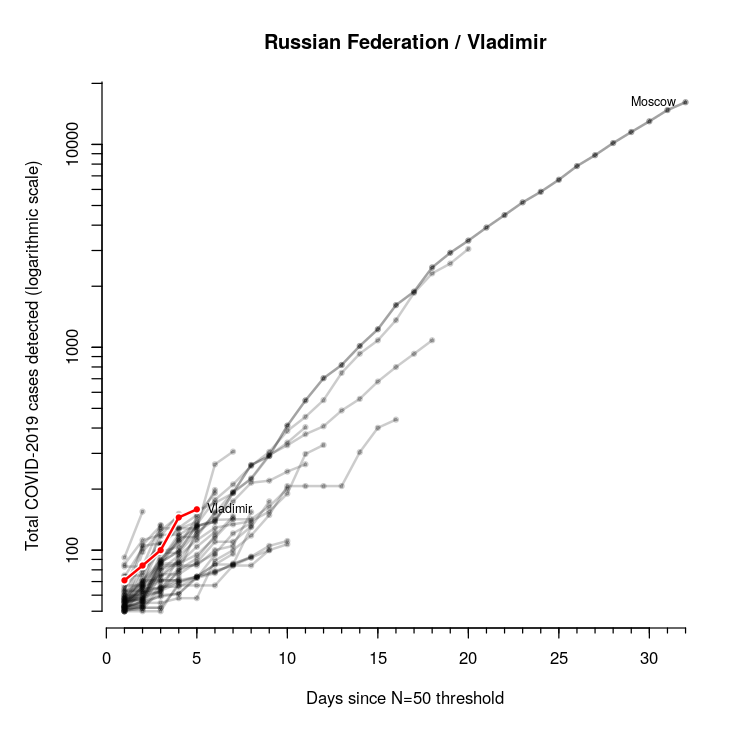 Russian Federation / Vladimir
Moscow
Total COVID-2019 cases detected (logarithmic scale)
10000
1000
100
Vladimir
0 5 10 15 20 25 30
Days since N=50 threshold